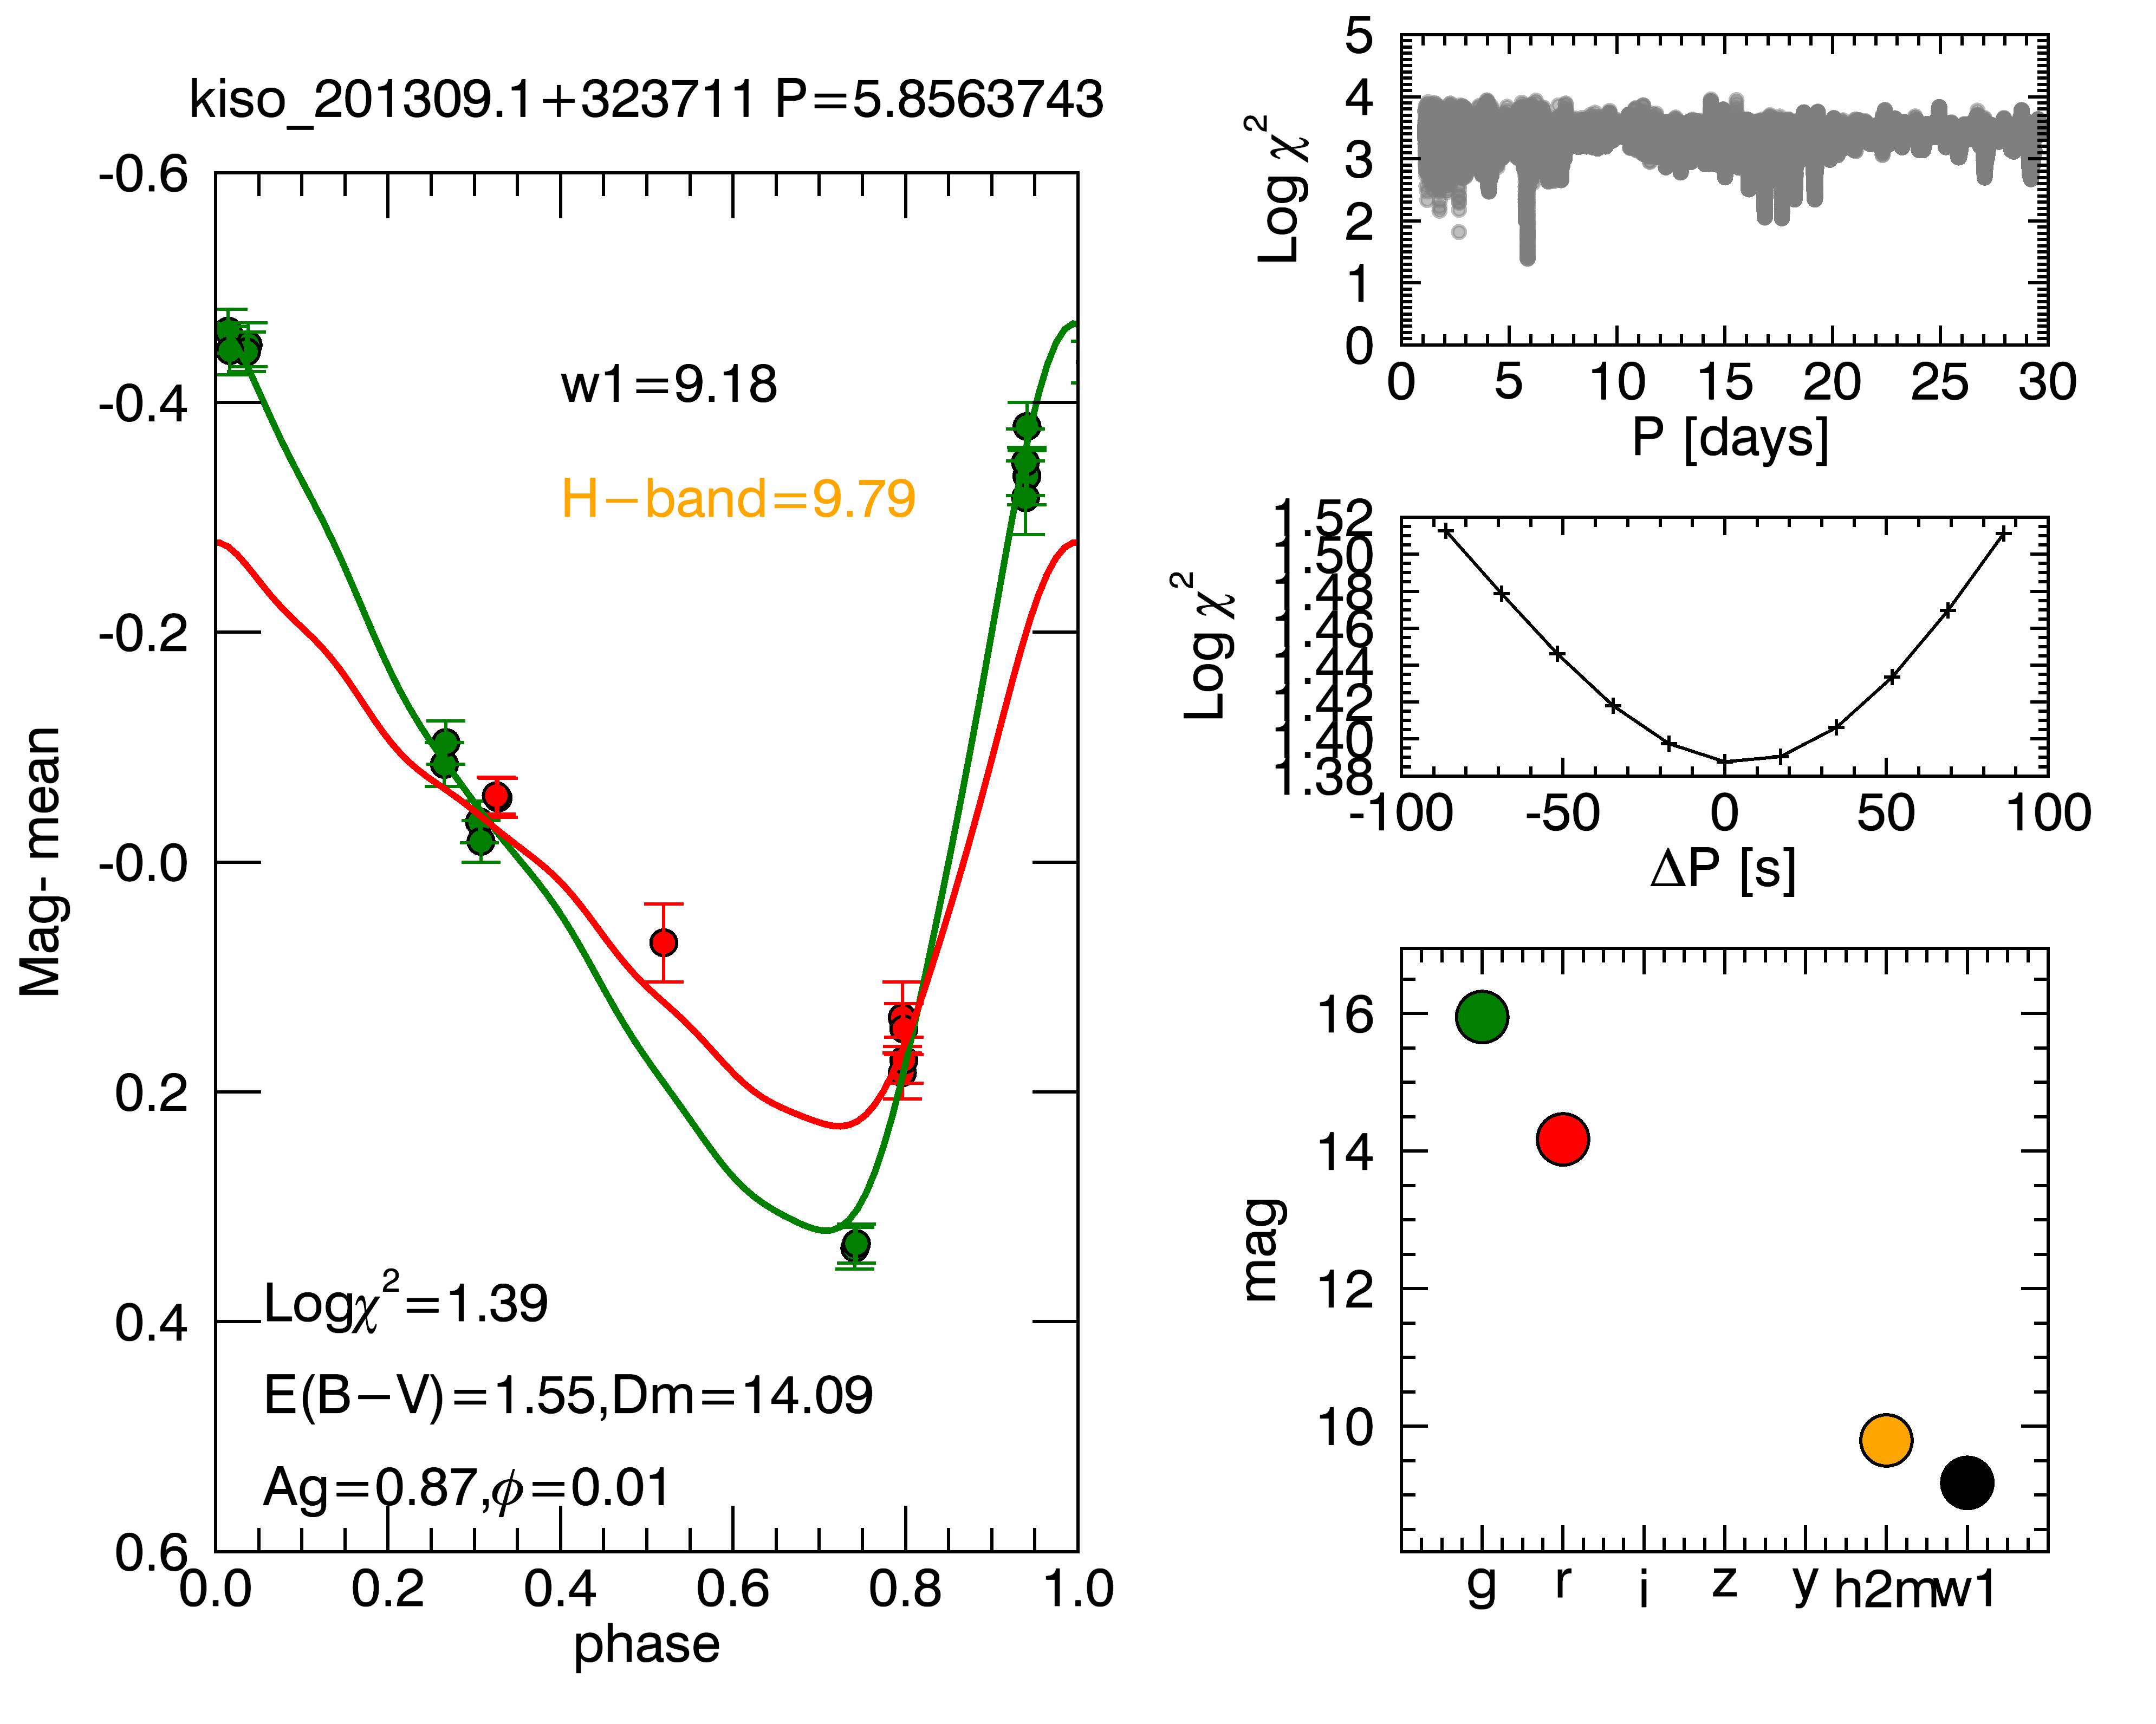 kiso_201309.1+323711 P=5.8563743
-0.6
-0.4
-0.2
-0.0
0.2
0.4
0.6
Mag- mean
w1=9.18
H-band=9.79
Logχ²=1.39
E(B-V)=1.55,Dm=14.09
Ag=0.87,ϕ=0.01
0.0 0.2 0.4 0.6 0.8 1.0
phase
5
4
3
2
1
0
Log χ²
0 5 10 15 20 25 30
P [days]
1.52
1.50
1.48
1.46
1.44
1.42
1.40
1.38
Log χ²
-100 -50 0 50 100
ΔP [s]
16
14
12
10
mag
g r i z y h2mw1